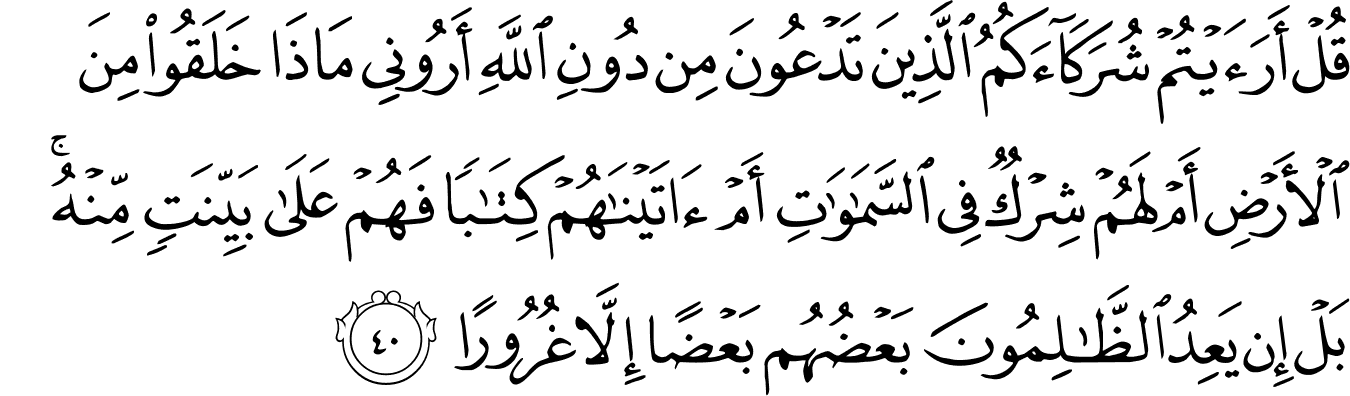 قُلۡ أَرَءَيۡتُمۡ شُرَكَآءَكُمُ ٱلَّذِينَ تَدۡعُونَ مِن دُونِ ٱللَّهِ أَرُونِي مَاذَا خَلَقُواْ مِنَ
ٱلۡأَرۡضِ أَمۡ لَهُمۡ شِرۡكٞ فِي ٱلسَّمَٰوَٰتِ أَمۡ ءَاتَيۡنَٰهُمۡ كِتَٰبٗا فَهُمۡ عَلَىٰ بَيِّنَتٖ مِّنۡهُۚ
بَلۡ إِن يَعِدُ ٱلظَّٰلِمُونَ بَعۡضُهُم بَعۡضًا إِلَّا غُرُورًا ٤٠